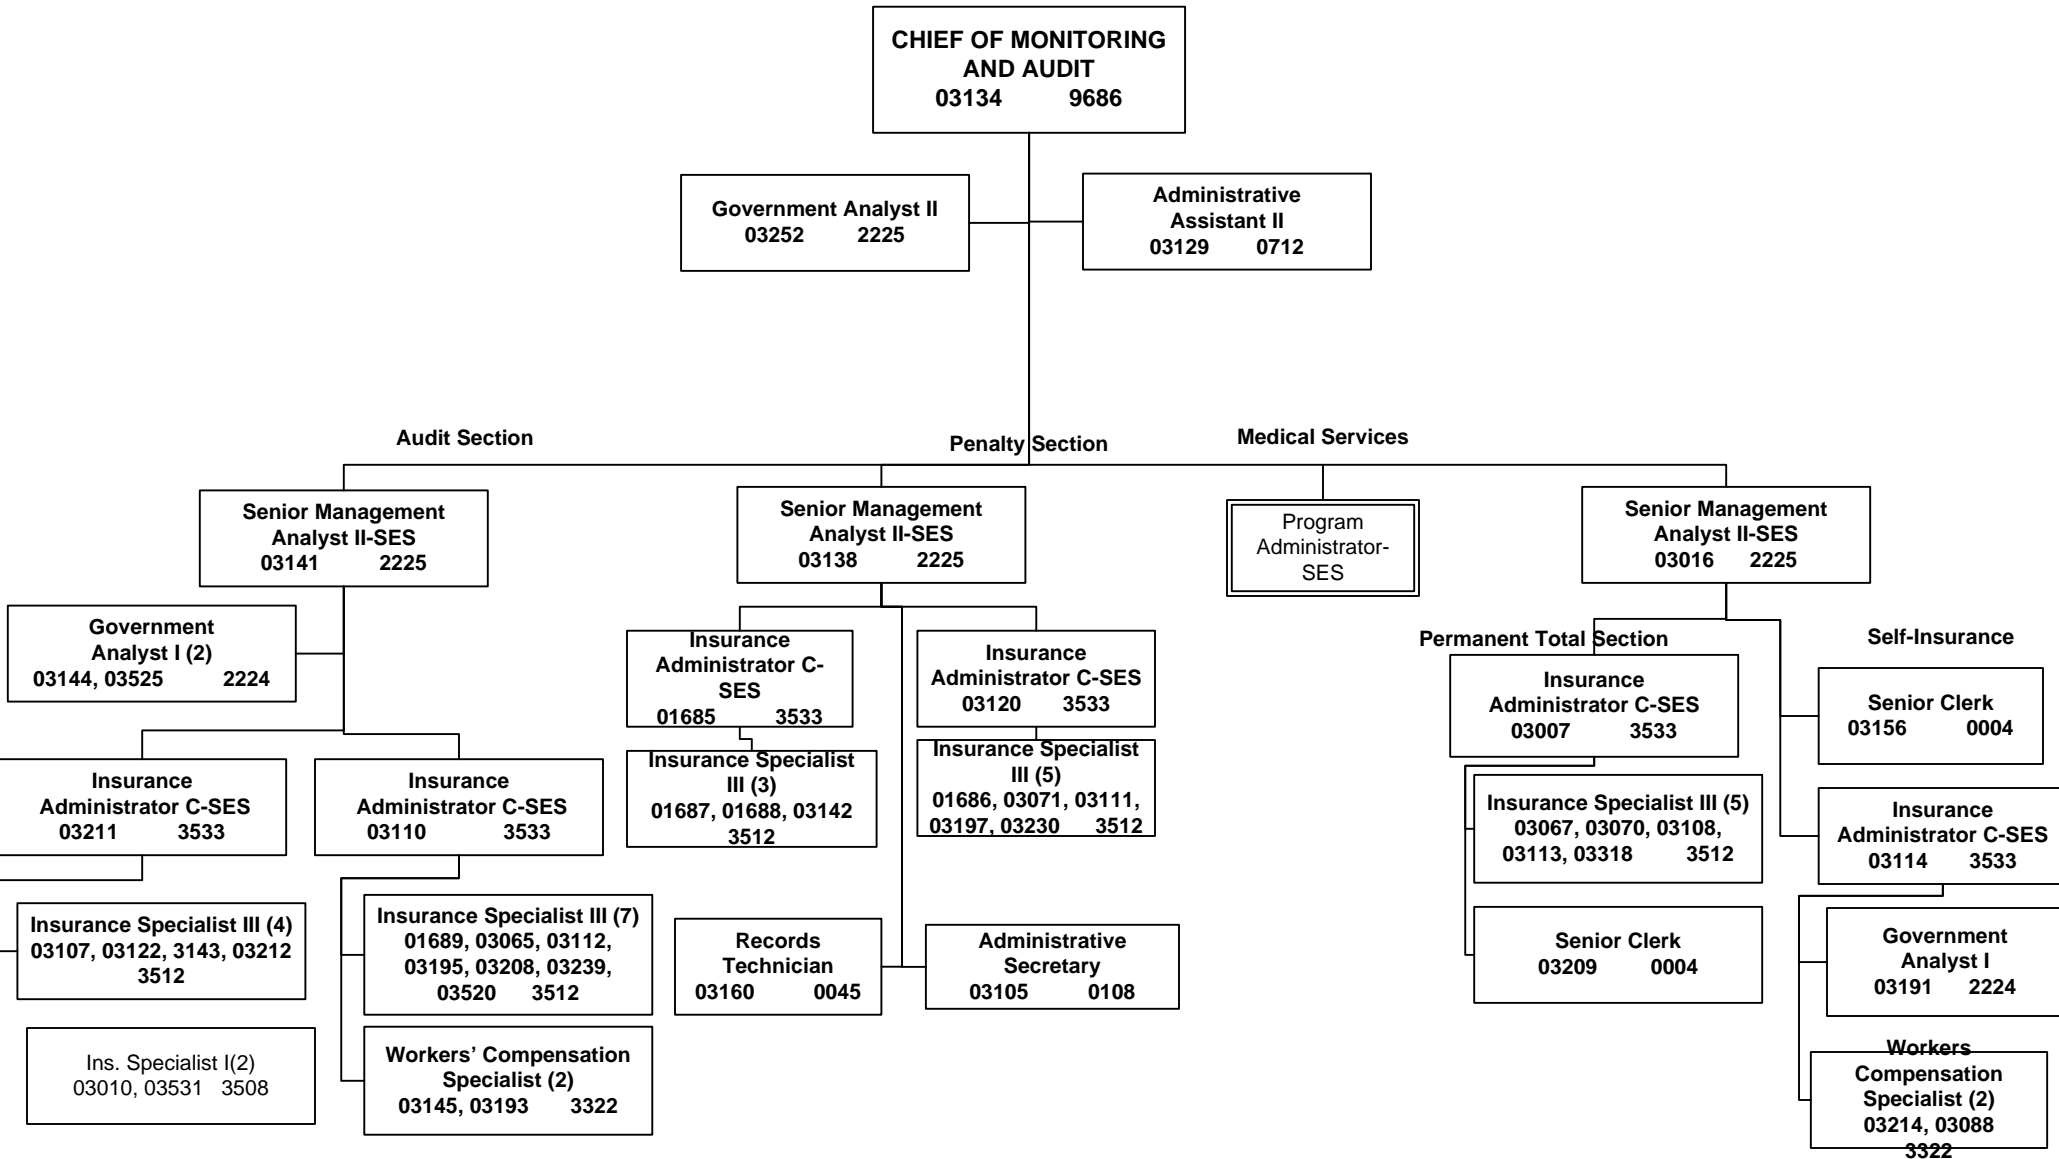 CHIEF OF MONITORING
AND AUDIT
03134 9686
Government Analyst II
03252 2225
Administrative
Assistant II
03129 0712
Audit Section
Penalty Section
Medical Services
Senior Management
Analyst II-SES
03141 2225
Senior Management
Analyst II-SES
03138 2225
Program
Administrator-
SES
Senior Management
Analyst II-SES
03016 2225
Government
Analyst I (2)
03144, 03525 2224
Insurance
Administrator C-SES
03211 3533
Insurance
Administrator C-SES
03110 3533
Insurance Specialist III (4)
03107, 03122, 3143, 03212
3512
Ins. Specialist I(2)
03010, 03531 3508
Insurance Specialist III (7)
01689, 03065, 03112,
03195, 03208, 03239,
03520 3512
Workers’ Compensation
Specialist (2)
03145, 03193 3322
Insurance
Administrator C-
SES
01685 3533
Insurance Specialist
III (3)
01687, 01688, 03142
3512
Insurance
Administrator C-SES
03120 3533
Insurance Specialist
III (5)
01686, 03071, 03111,
03197, 03230 3512
Records
Technician
03160 0045
Administrative
Secretary
03105 0108
Permanent Total Section
Insurance
Administrator C-SES
03007 3533
Insurance Specialist III (5)
03067, 03070, 03108,
03113, 03318 3512
Senior Clerk
03209 0004
Self-Insurance
Senior Clerk
03156 0004
Insurance
Administrator C-SES
03114 3533
Government
Analyst I
03191 2224
Workers
Compensation
Specialist (2)
03214, 03088
3322